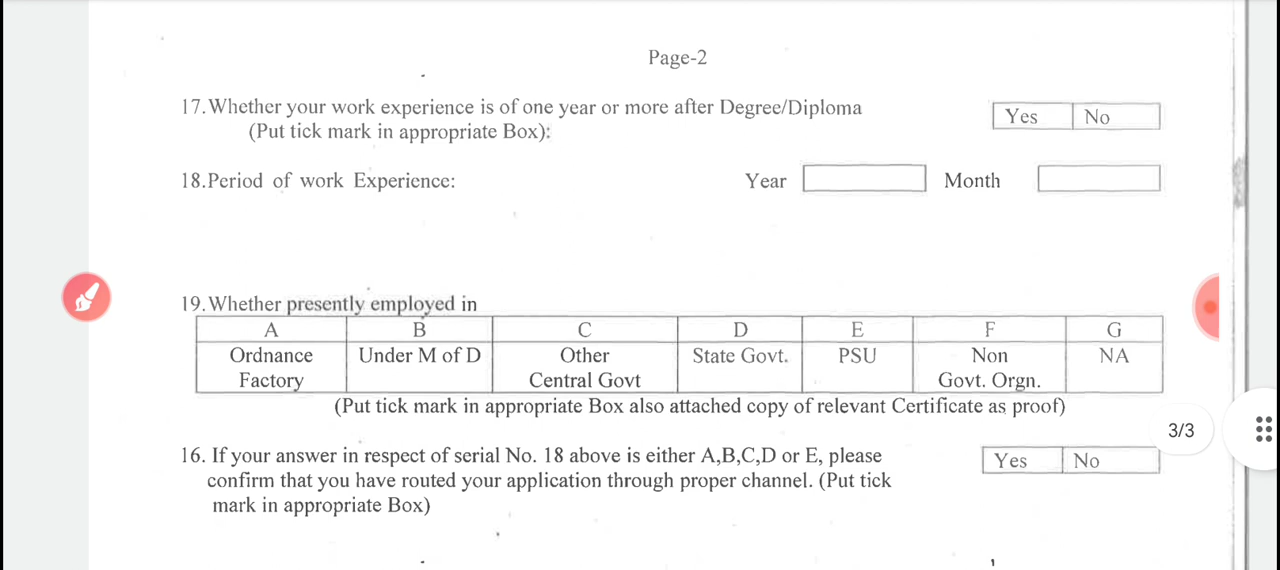 Page-2
17.Whether your work experience is of one year or more after Degree/Diploma
(Put tick mark in appropriate Box):
Yes No
18.Period of work Experience:
Year Month
19.Whether presently employed in
A B C D E F G
Ordnance Under M of D Other State Govt. PSU Non NA
Factory Central Govt Govt. Orgn.
(Put tick mark in appropriate Box also attached copy of relevant Certificate as proof)
3/3
16. If your answer in respect of serial No. 18 above is either A,B,C,D or E, please
Yes No
confirm that you have routed your application through proper channel. (Put tick
mark in appropriate Box)